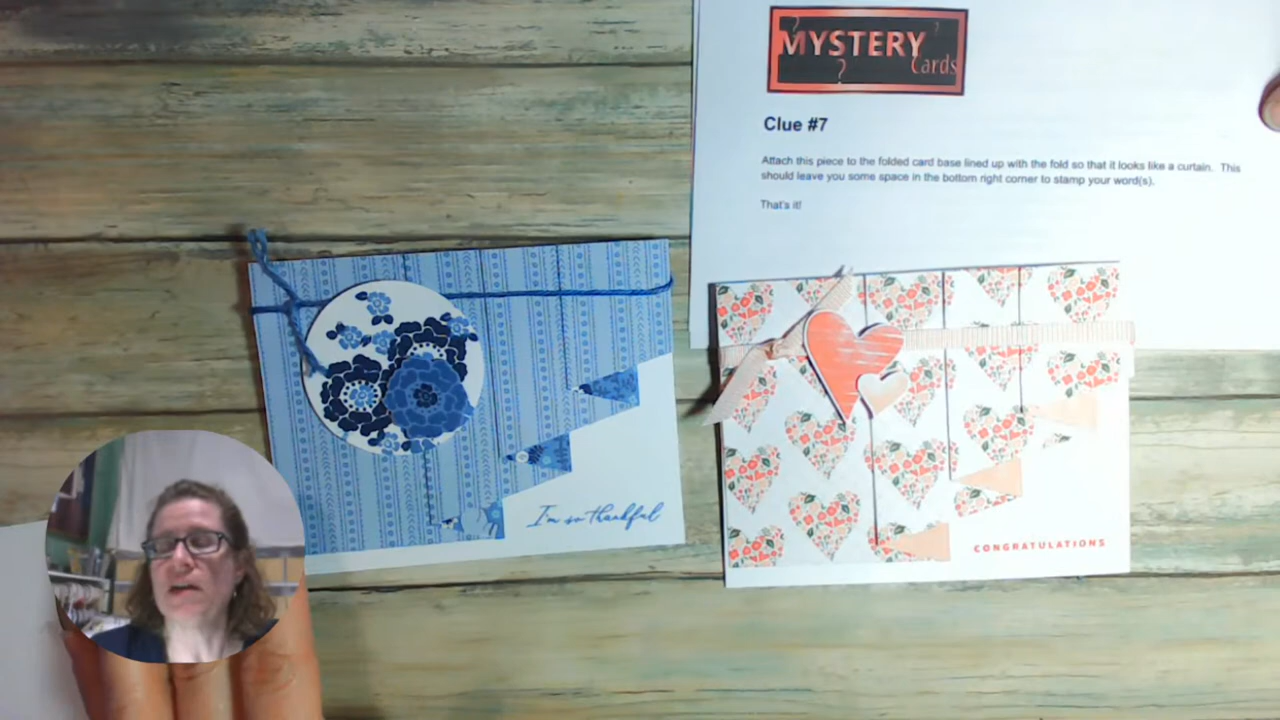 MYSTERY
Cards
Clue #7
Attach this piece to the folded card base lined up with the fold so that it looks like a curtain. This
should leave you some space in the bottom right corner to stamp your word(s).
That's it!
I'm so thankful
CONGRATULATIONS